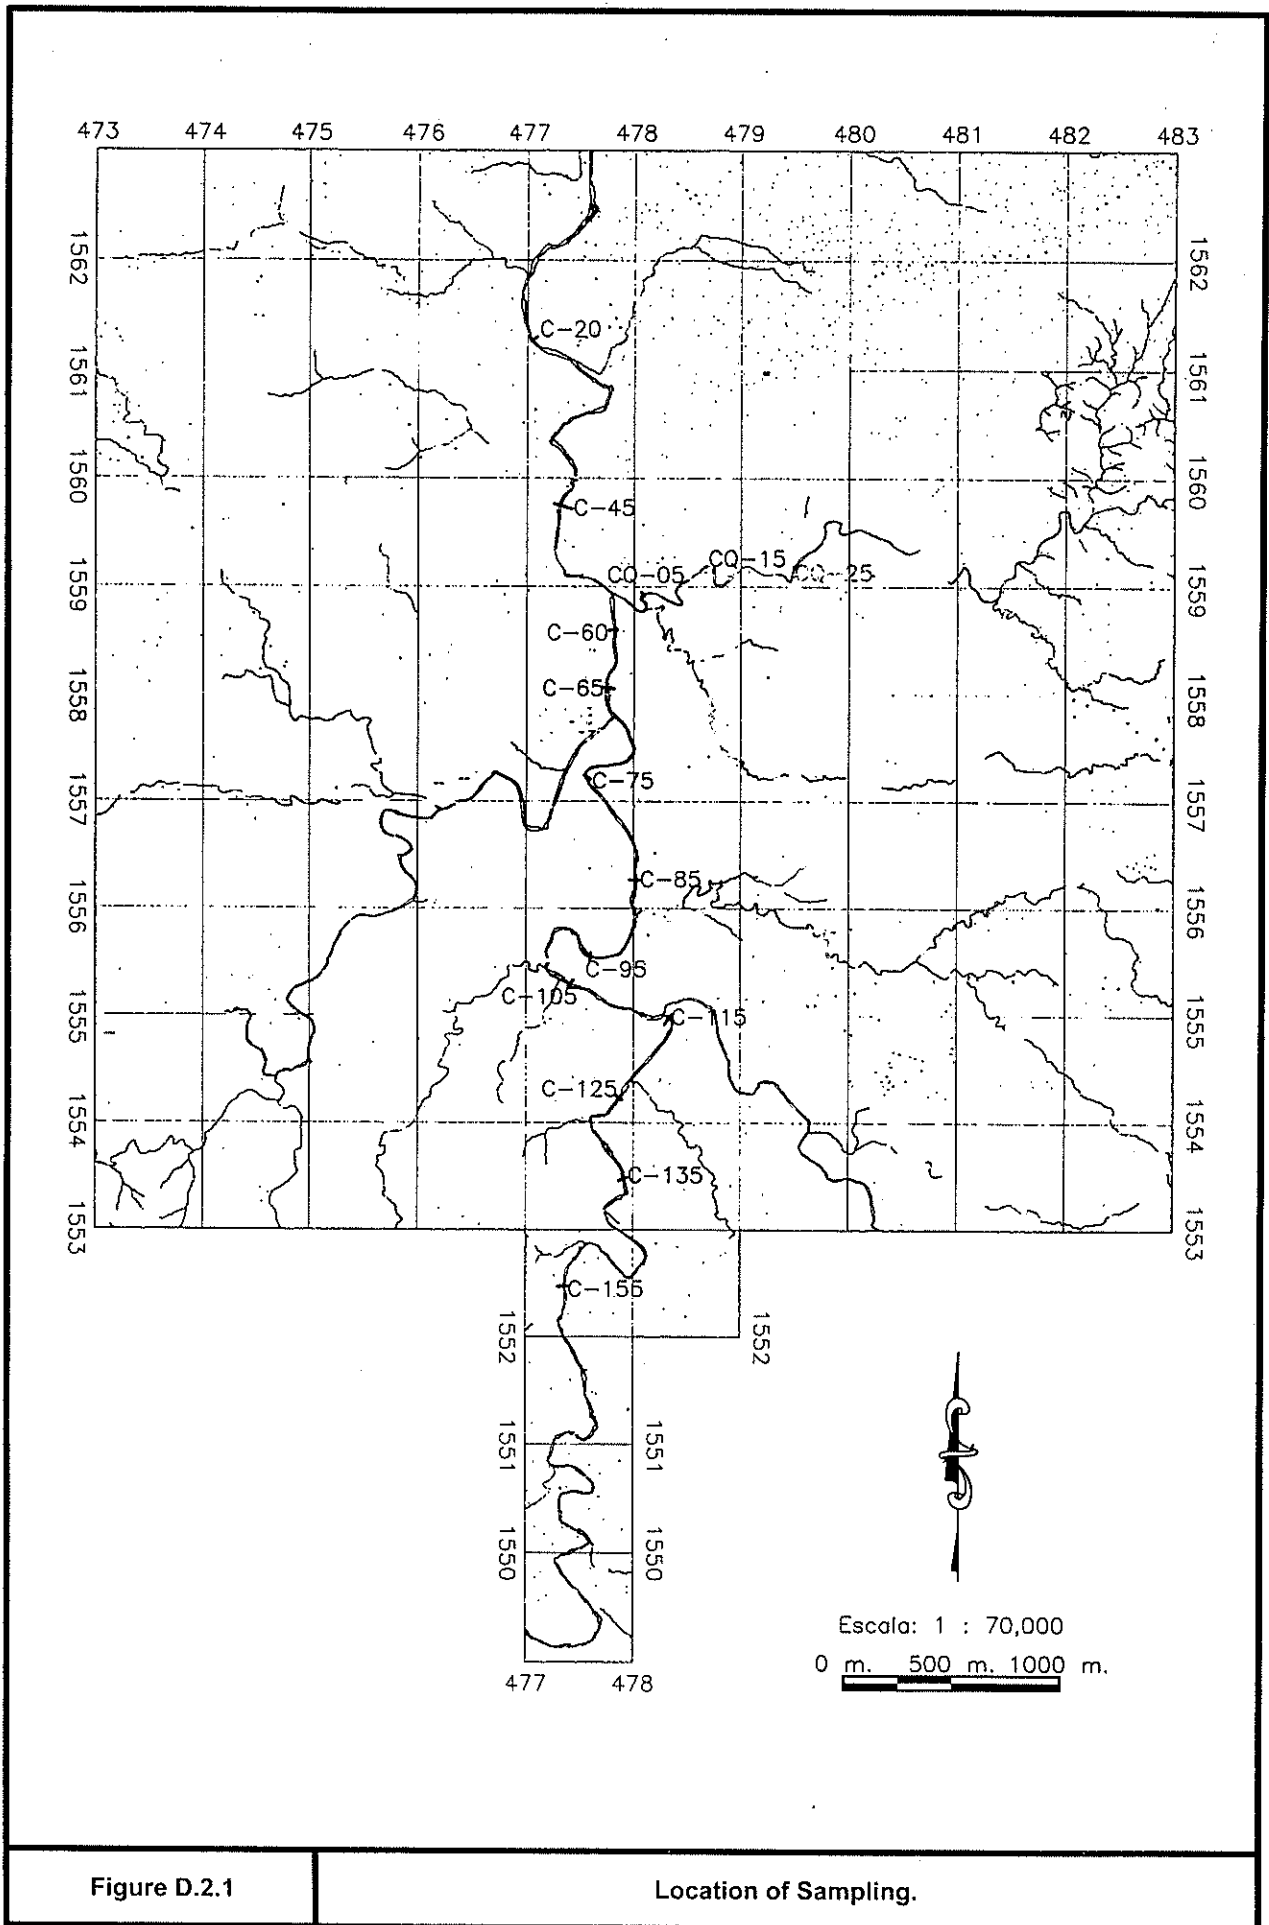 473 474 475 476 477 478 479 480 481 482 483
1562 1562
C-20
1561 1561
1560 1560
C-45
CQ-15
CQ-05 CQ-25
1559 1559
C-60
C-65
1558 1558
C-75
1557 1557
C-85
1556 1556
C-95
C-105
C-115
1555 1555
C-125
1554 1554
C-135
1553 1553
C-155
1552 1552
1551 1551
1550 1550
Escala: 1 : 70,000
0 m. 500 m. 1000 m.
477 478
Figure D.2.1
Location of Sampling.